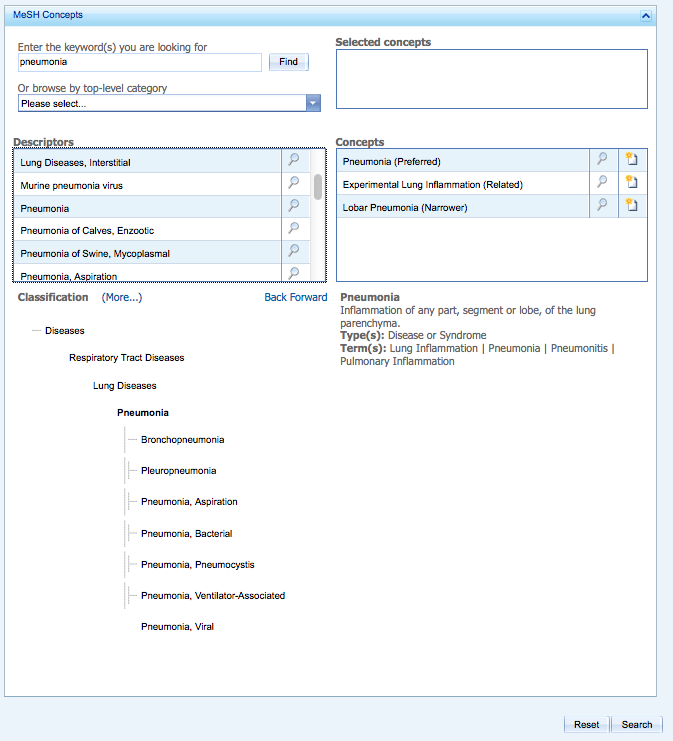 MeSH Concepts
Enter the keyword(s) you are looking for
pneumonia
Find
Or browse by top-level category
Please select...
Selected concepts
Descriptors
Lung Diseases, Interstitial
Murine pneumonia virus
Pneumonia
Pneumonia of Calves, Enzootic
Pneumonia of Swine, Mycoplasmal
Pneumonia, Aspiration
Concepts
Pneumonia (Preferred)
Experimental Lung Inflammation (Related)
Lobar Pneumonia (Narrower)
Classification (More...) Back Forward
Diseases
Respiratory Tract Diseases
Lung Diseases
Pneumonia
Bronchopneumonia
Pleuropneumonia
Pneumonia, Aspiration
Pneumonia, Bacterial
Pneumonia, Pneumocystis
Pneumonia, Ventilator-Associated
Pneumonia, Viral
Pneumonia
Inflammation of any part, segment or lobe, of the lung
parenchyma.
Type(s): Disease or Syndrome
Term(s): Lung Inflammation | Pneumonia | Pneumonitis |
Pulmonary Inflammation
Reset Search